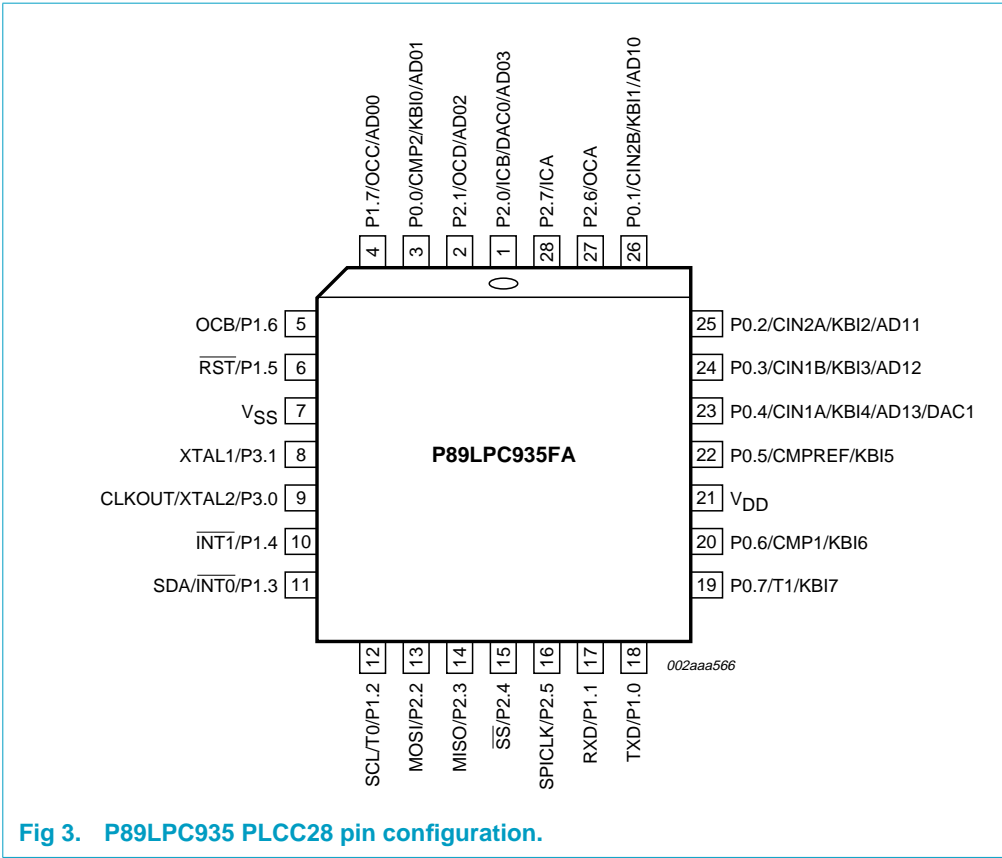 P1.7/OCC/AD00
P0.0/CMP2/KBI0/AD01
P2.1/OCD/AD02
P2.0/ICB/DAC0/AD03
P2.7/ICA
P2.6/OCA
P0.1/CIN2B/KBI1/AD10
4
3
2
1
28
27
26
OCB/P1.6 5
RST/P1.5 6
VSS 7
XTAL1/P3.1 8
CLKOUT/XTAL2/P3.0 9
INT1/P1.4 10
SDA/INT0/P1.3 11
P89LPC935FA
25 P0.2/CIN2A/KBI2/AD11
24 P0.3/CIN1B/KBI3/AD12
23 P0.4/CIN1A/KBI4/AD13/DAC1
22 P0.5/CMPREF/KBI5
21 VDD
20 P0.6/CMP1/KBI6
19 P0.7/T1/KBI7
12
13
14
15
16
17
18
SCL/T0/P1.2
MOSI/P2.2
MISO/P2.3
SS/P2.4
SPICLK/P2.5
RXD/P1.1
TXD/P1.0
002aaa566
Fig 3. P89LPC935 PLCC28 pin configuration.